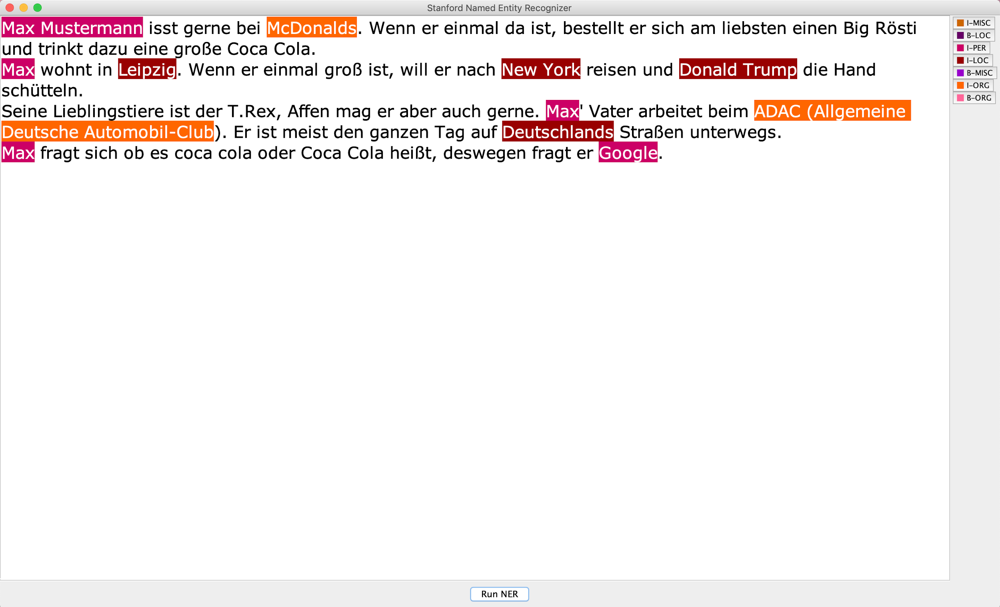 Stanford Named Entity Recognizer
Max Mustermann isst gerne bei McDonalds. Wenn er einmal da ist, bestellt er sich am liebsten einen Big Rösti
und trinkt dazu eine große Coca Cola.
Max wohnt in Leipzig. Wenn er einmal groß ist, will er nach New York reisen und Donald Trump die Hand
schütteln.
Seine Lieblingstiere ist der T.Rex, Affen mag er aber auch gerne. Max' Vater arbeitet beim ADAC (Allgemeine
Deutsche Automobil-Club). Er ist meist den ganzen Tag auf Deutschlands Straßen unterwegs.
Max fragt sich ob es coca cola oder Coca Cola heißt, deswegen fragt er Google.
I-MISC
B-LOC
I-PER
I-LOC
B-MISC
I-ORG
B-ORG
Run NER